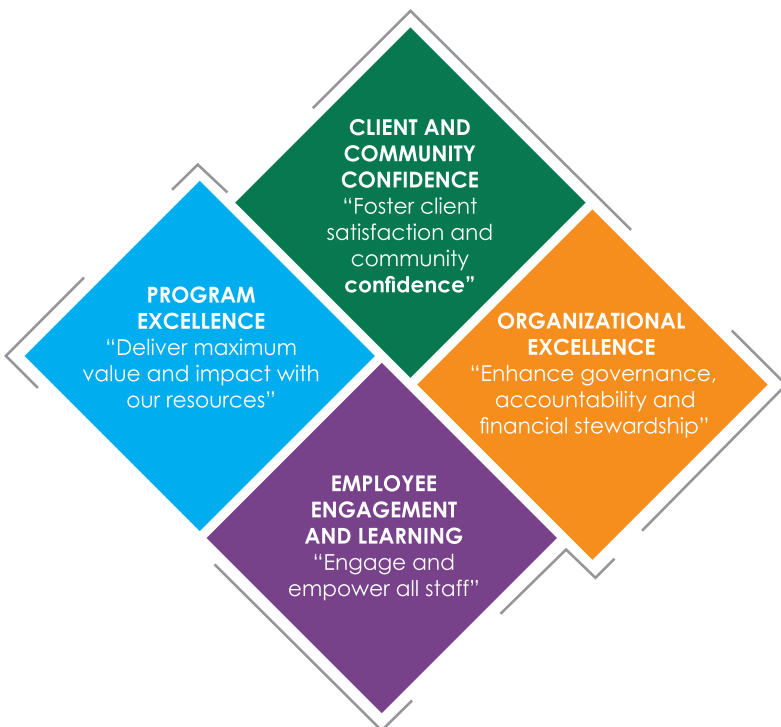 CLIENT AND
COMMUNITY
CONFIDENCE
“Foster client
satisfaction and
community
confidence”
PROGRAM
EXCELLENCE
“Deliver maximum
value and impact with
our resources”
ORGANIZATIONAL
EXCELLENCE
“Enhance governance,
accountability and
financial stewardship”
EMPLOYEE
ENGAGEMENT
AND LEARNING
“Engage and
empower all staff”